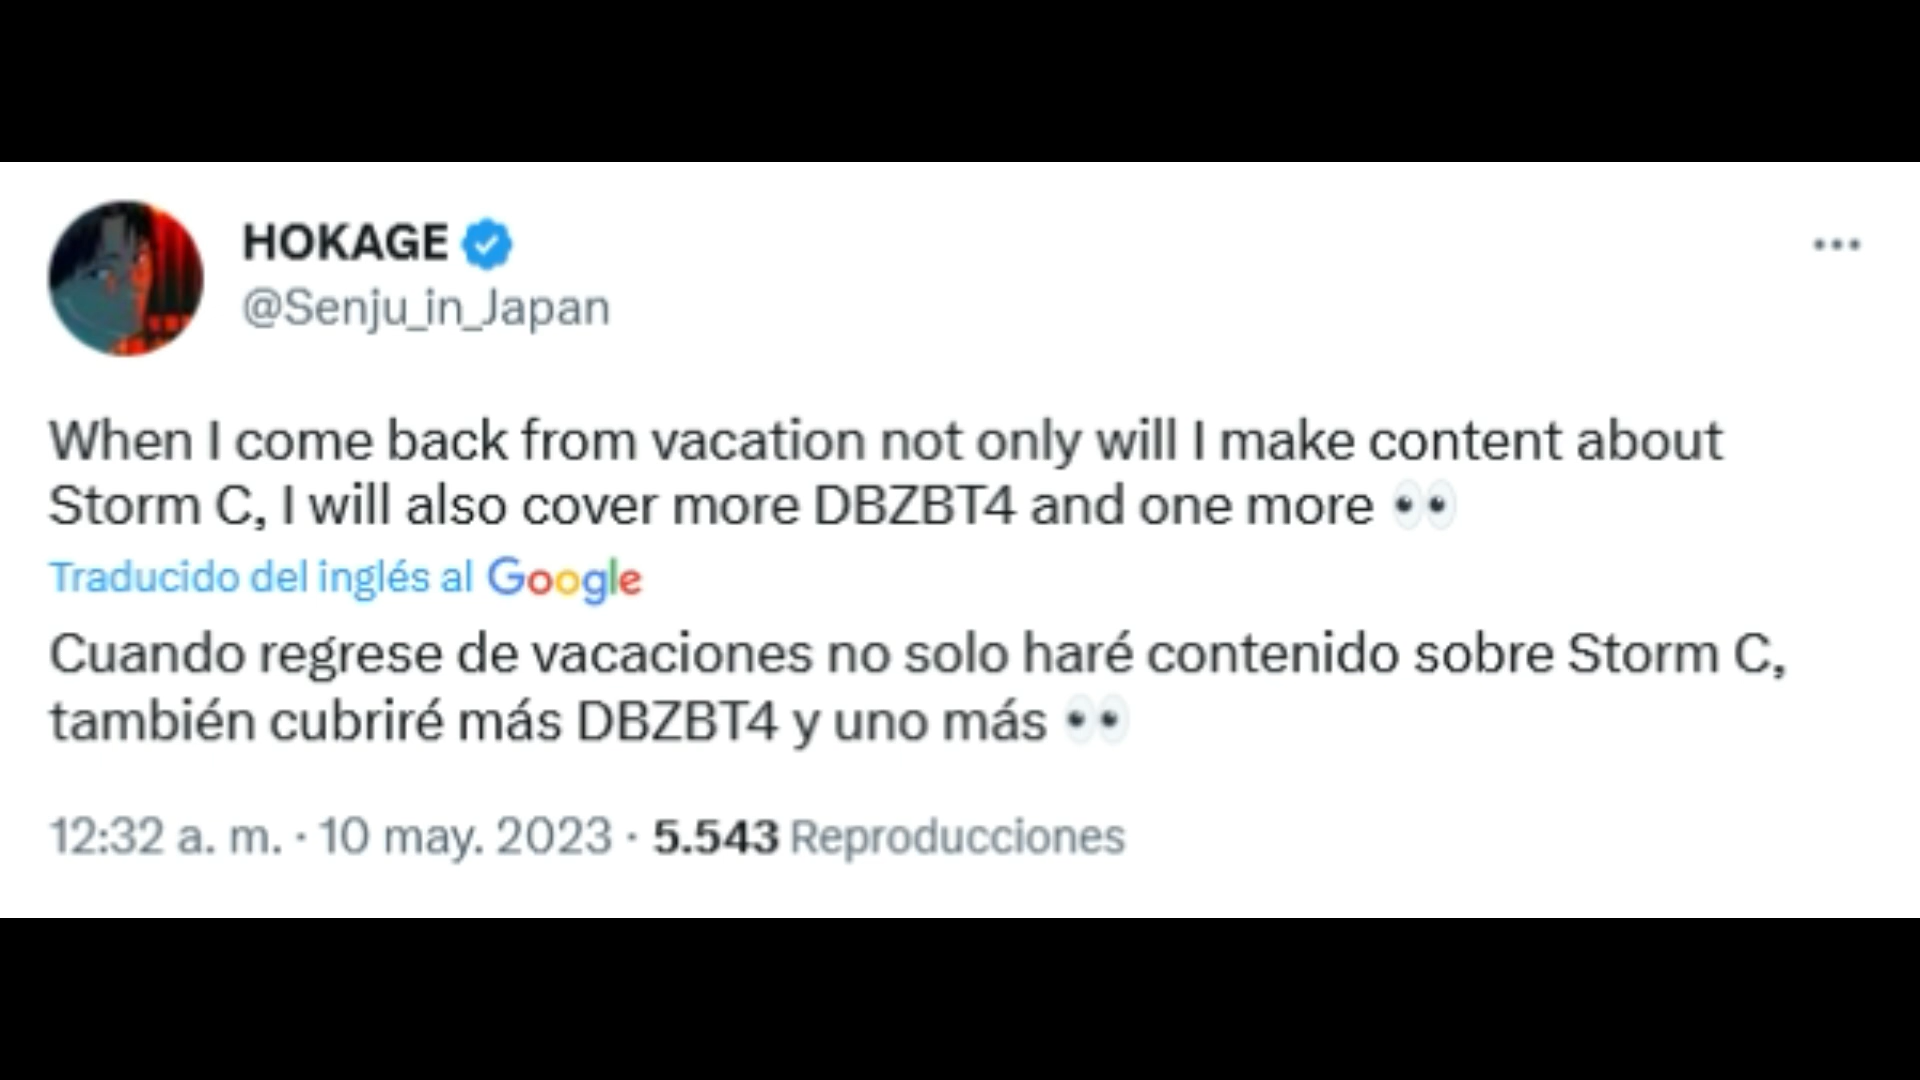 HOKAGE
@Senju_in_Japan
When I come back from vacation not only will I make content about
Storm C, I will also cover more DBZBT4 and one more 👀
Traducido del inglés al Google
Cuando regrese de vacaciones no solo haré contenido sobre Storm C,
también cubriré más DBZBT4 y uno más 👀
12:32 a. m. · 10 may. 2023 · 5.543 Reproducciones